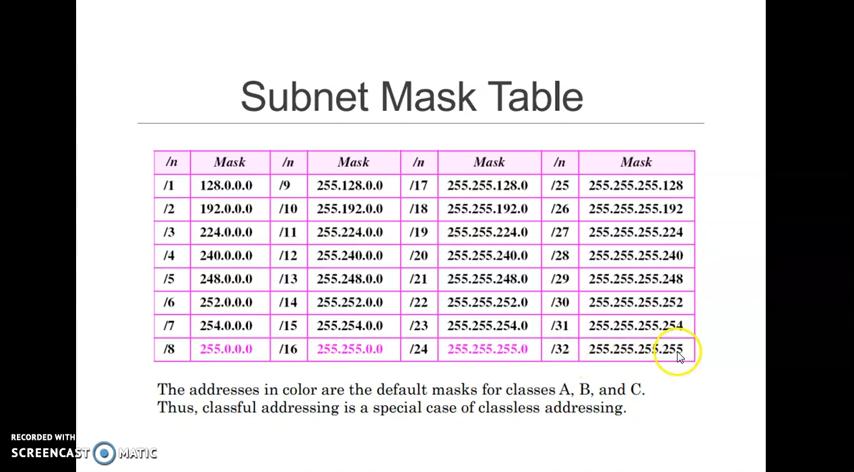 Subnet Mask Table
/n Mask /n Mask /n Mask /n Mask
/1 128.0.0.0 /9 255.128.0.0 /17 255.255.128.0 /25 255.255.255.128
/2 192.0.0.0 /10 255.192.0.0 /18 255.255.192.0 /26 255.255.255.192
/3 224.0.0.0 /11 255.224.0.0 /19 255.255.224.0 /27 255.255.255.224
/4 240.0.0.0 /12 255.240.0.0 /20 255.255.240.0 /28 255.255.255.240
/5 248.0.0.0 /13 255.248.0.0 /21 255.255.248.0 /29 255.255.255.248
/6 252.0.0.0 /14 255.252.0.0 /22 255.255.252.0 /30 255.255.255.252
/7 254.0.0.0 /15 255.254.0.0 /23 255.255.254.0 /31 255.255.255.254
/8 255.0.0.0 /16 255.255.0.0 /24 255.255.255.0 /32 255.255.255.255
The addresses in color are the default masks for classes A, B, and C.
Thus, classful addressing is a special case of classless addressing.
RECORDED WITH
SCREENCAST MATIC